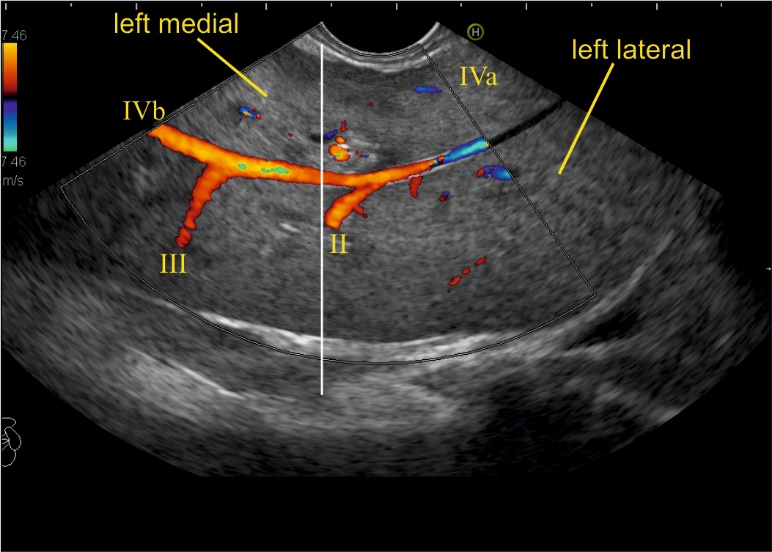 left medial
H
left lateral
7.46
IVa
IVb
7.46
m/s
II
III